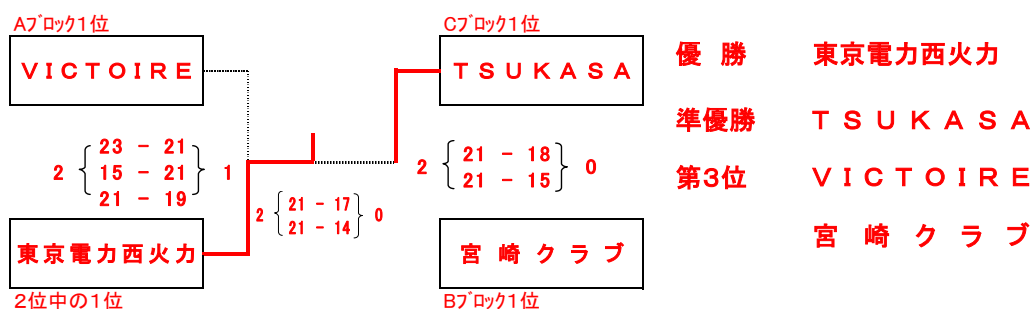 Aﾌﾞﾛｯｸ１位
Cﾌﾞﾛｯｸ１位
ＶＩＣＴＯＩＲＥ
ＴＳＵＫＡＳＡ
優 勝 東京電力西火力
準優勝 ＴＳＵＫＡＳＡ
2 23 － 21 1
15 － 21
21 － 19
2 21 － 18 0
21 － 15
第３位 ＶＩＣＴＯＩＲＥ
2 21 － 17 0
21 － 14
東京電力西火力
宮崎クラブ
宮崎クラブ
２位中の１位
Bﾌﾞﾛｯｸ１位